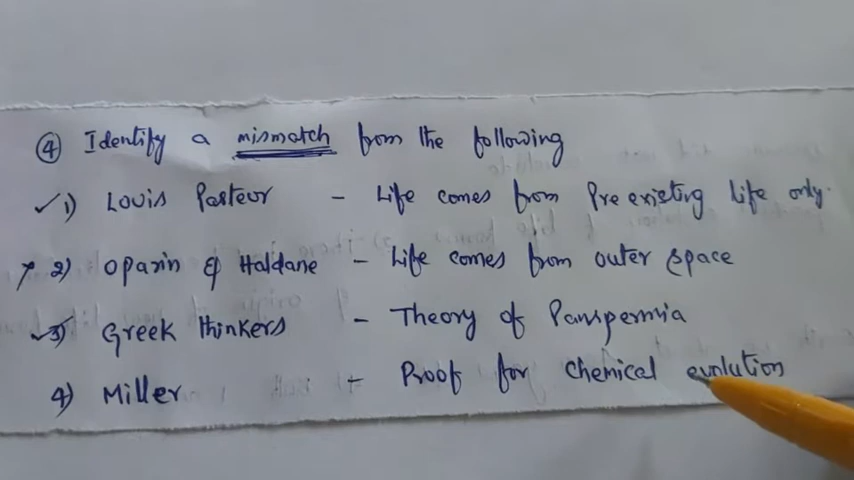 ④ Identify a mismatch from the following
✓ 1) Louis Pasteur - Life comes from Pre existing life only.
✗ 2) Oparin & Haldane - Life comes from outer space
✓ 3) Greek thinkers - Theory of Panspermia
4) Miller - Proof for chemical evolution